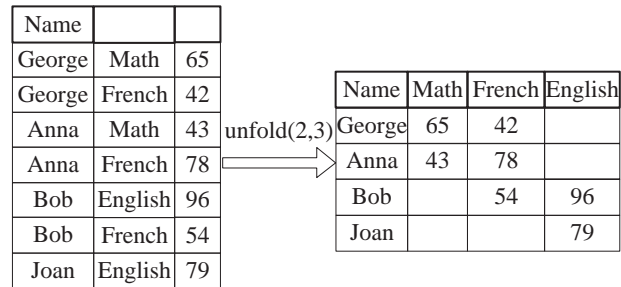 Name
George Math 65
George French 42
Anna Math 43
Anna French 78
Bob English 96
Bob French 54
Joan English 79
unfold(2,3)
Name Math French English
George 65 42
Anna 43 78
Bob 54 96
Joan 79